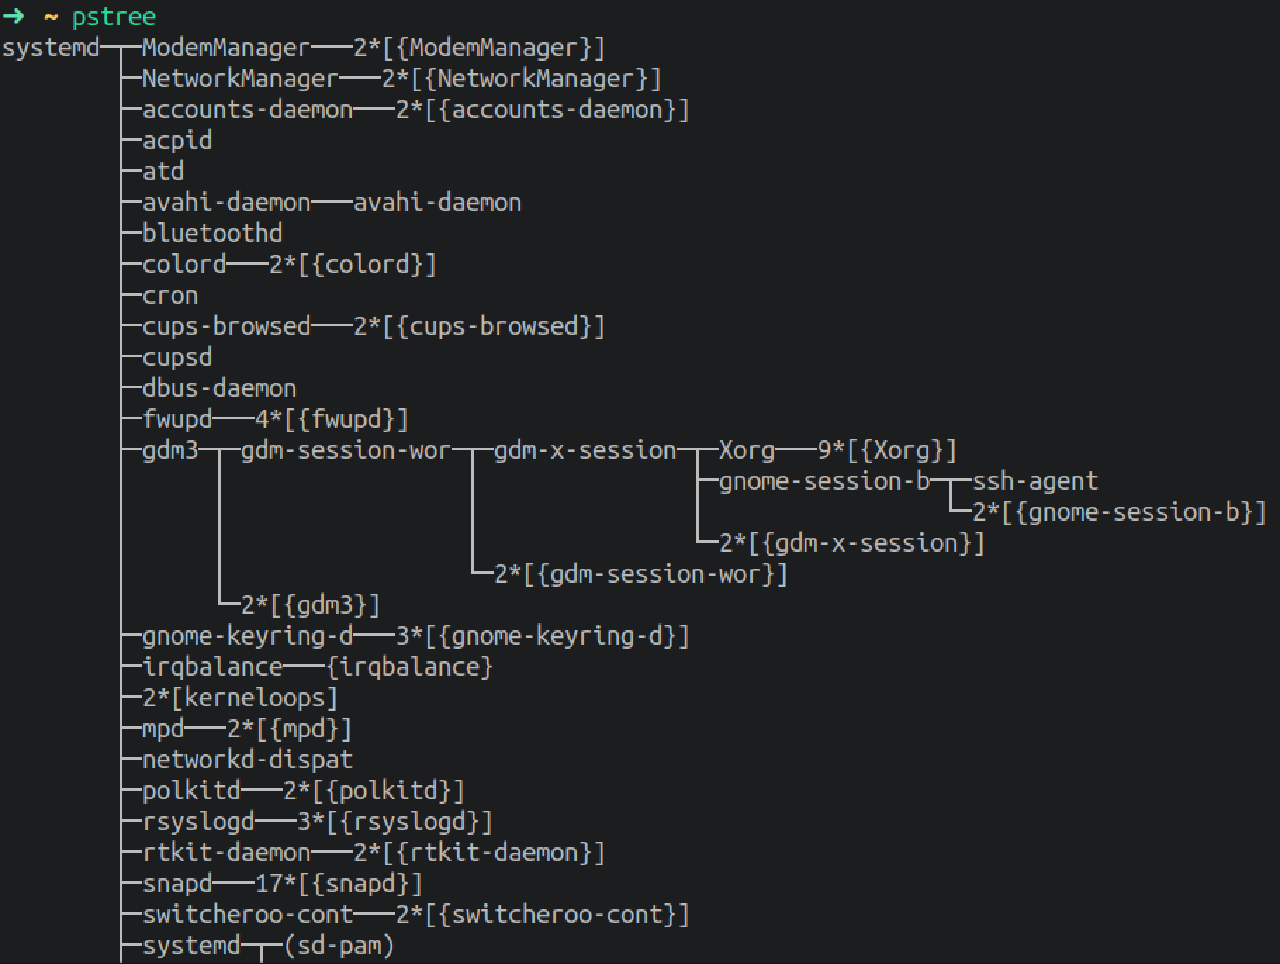 ➜  ~ pstree
systemd─┬─ModemManager───2*[{ModemManager}]
        ├─NetworkManager───2*[{NetworkManager}]
        ├─accounts-daemon───2*[{accounts-daemon}]
        ├─acpid
        ├─atd
        ├─avahi-daemon───avahi-daemon
        ├─bluetoothd
        ├─colord───2*[{colord}]
        ├─cron
        ├─cups-browsed───2*[{cups-browsed}]
        ├─cupsd
        ├─dbus-daemon
        ├─fwupd───4*[{fwupd}]
        ├─gdm3─┬─gdm-session-wor─┬─gdm-x-session─┬─Xorg───9*[{Xorg}]
        │      │                 │               ├─gnome-session-b─┬─ssh-agent
        │      │                 │               │                 └─2*[{gnome-session-b}]
        │      │                 │               └─2*[{gdm-x-session}]
        │      │                 └─2*[{gdm-session-wor}]
        │      └─2*[{gdm3}]
        ├─gnome-keyring-d───3*[{gnome-keyring-d}]
        ├─irqbalance───{irqbalance}
        ├─2*[kerneloops]
        ├─mpd───2*[{mpd}]
        ├─networkd-dispat
        ├─polkitd───2*[{polkitd}]
        ├─rsyslogd───3*[{rsyslogd}]
        ├─rtkit-daemon───2*[{rtkit-daemon}]
        ├─snapd───17*[{snapd}]
        ├─switcheroo-cont───2*[{switcheroo-cont}]
        ├─systemd─┬─(sd-pam)